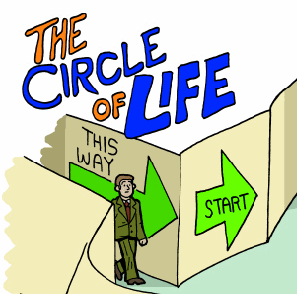 THE
CIRCLE
OF LIFE
THIS
WAY
START